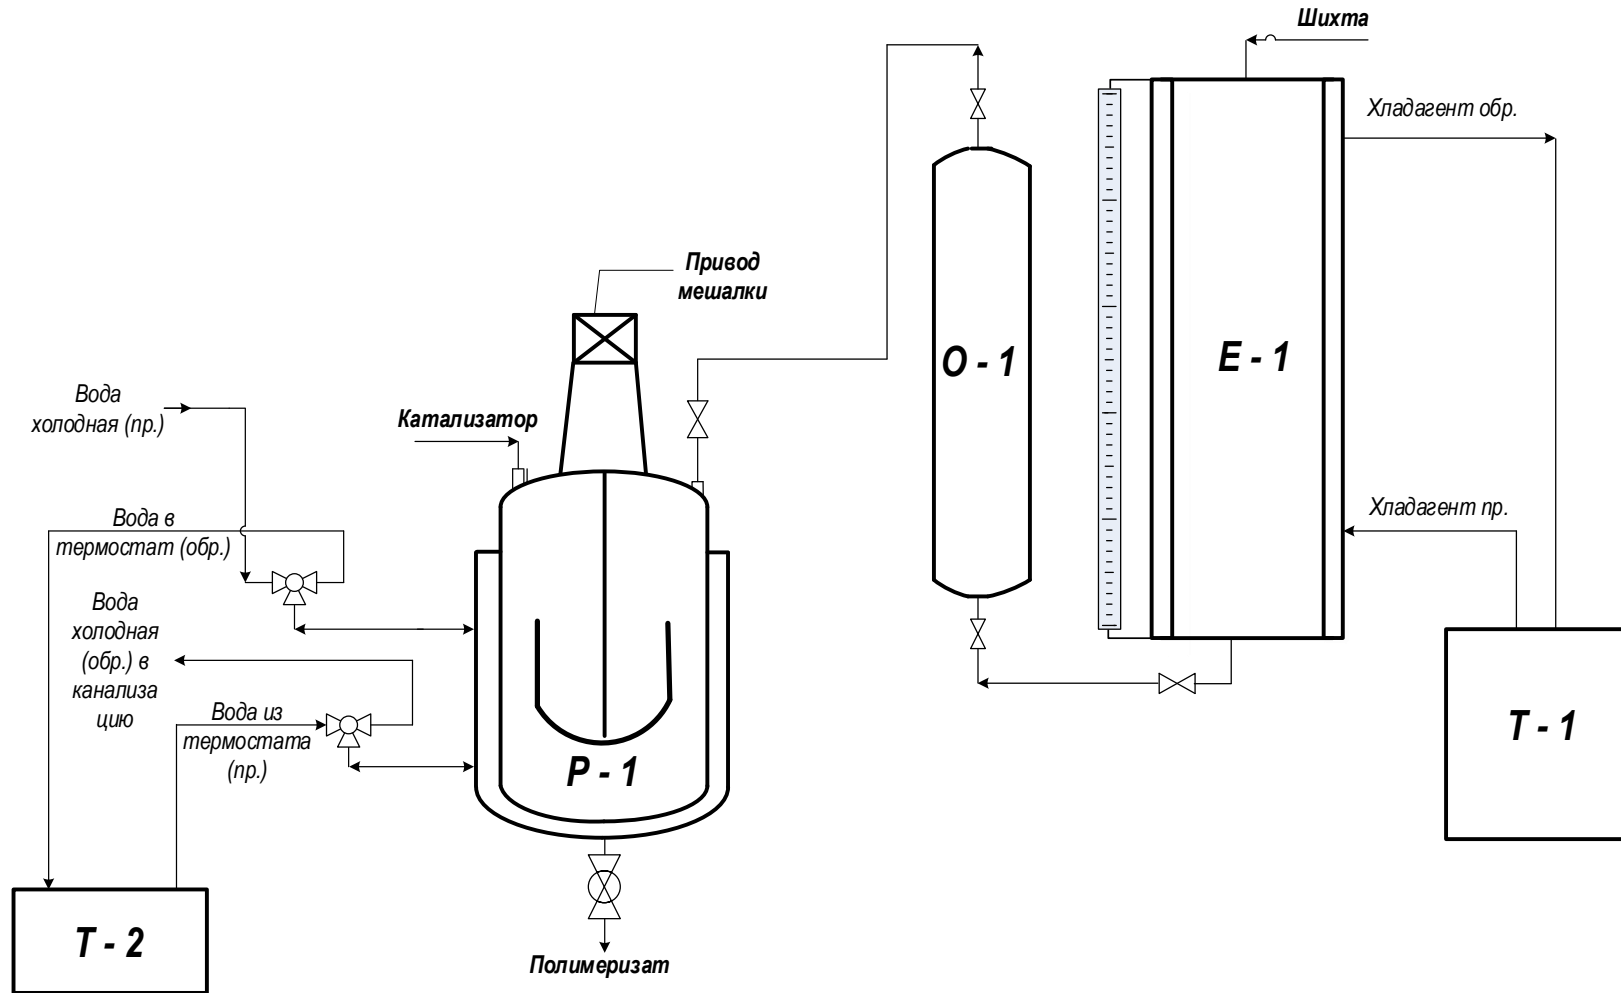 Шихта
Хладагент обр.
Привод
мешалки
О - 1
Е - 1
Вода
холодная (пр.)
Катализатор
Вода в
термостат (обр.)
Хладагент пр.
Вода
холодная
(обр.) в
канализа
цию
Вода из
термостата
(пр.)
Р - 1
Т - 1
Т - 2
Полимеризат